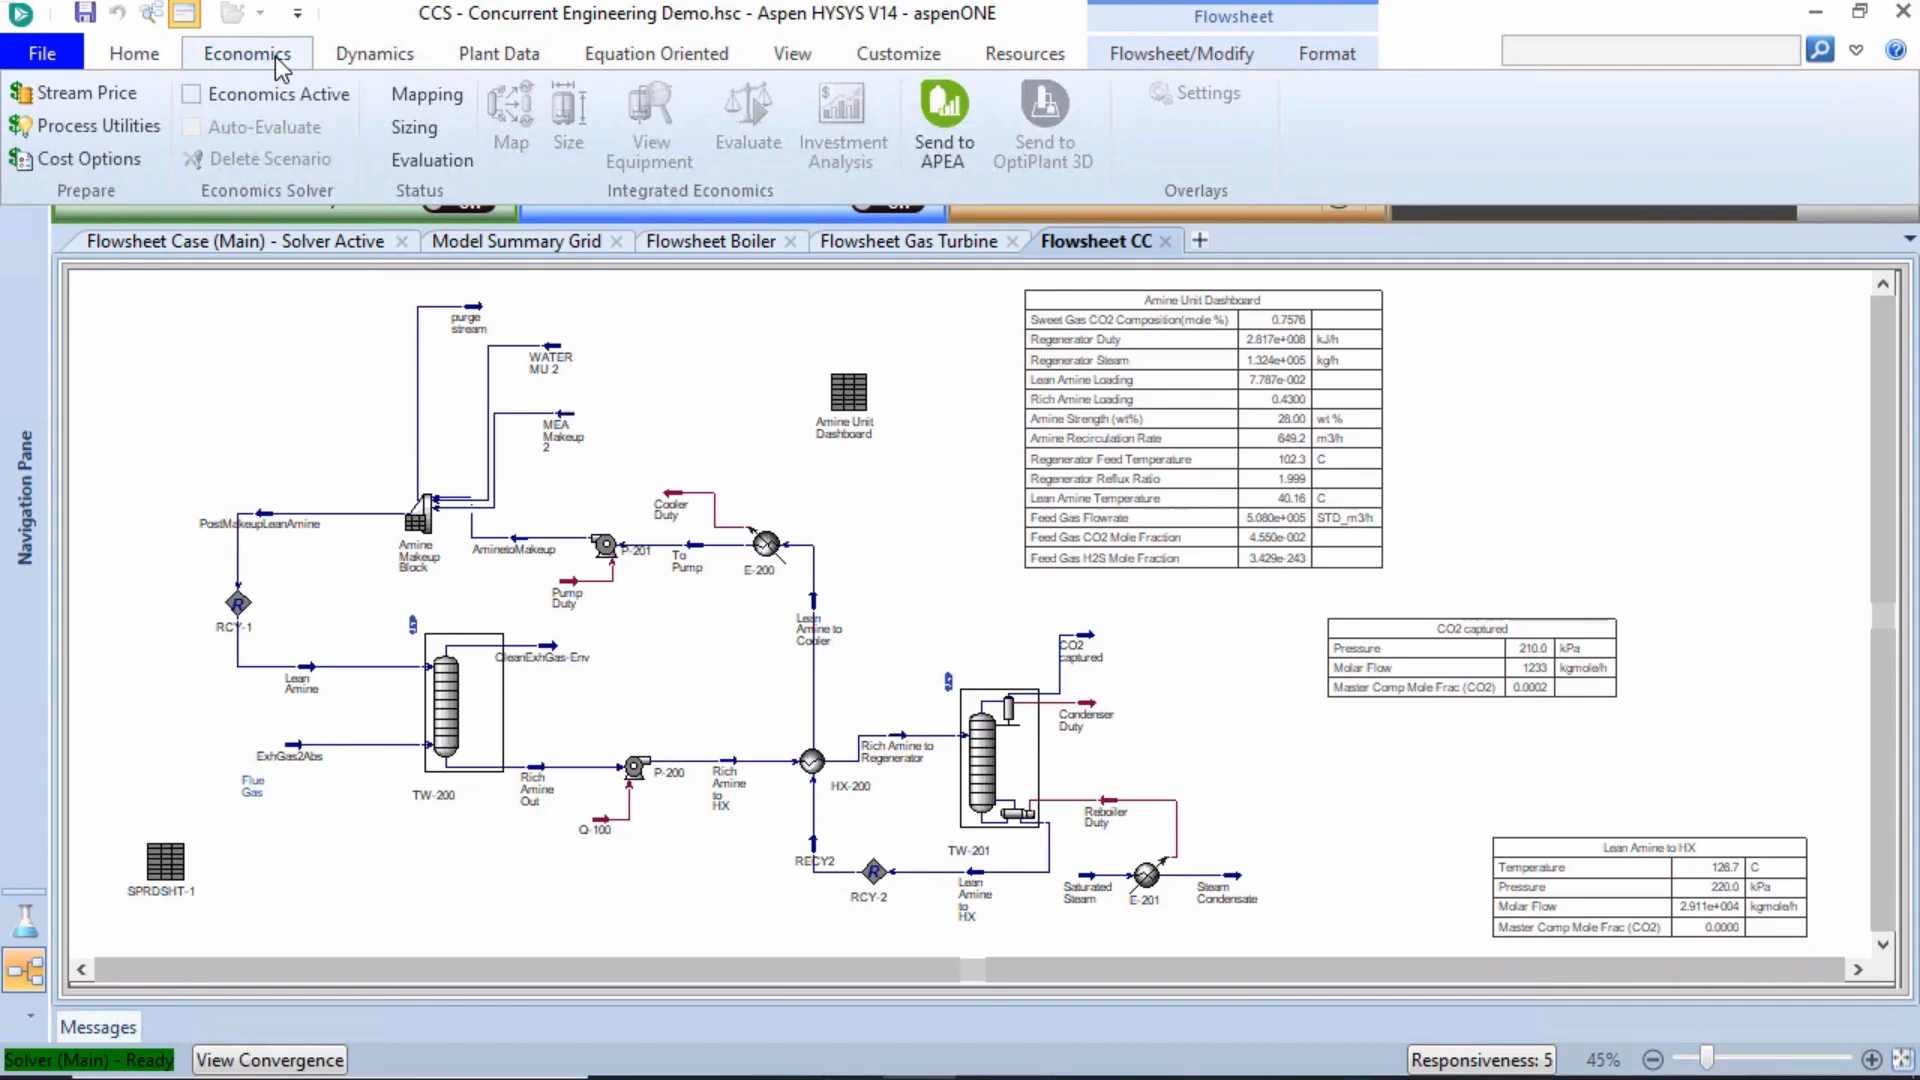 CCS - Concurrent Engineering Demo.hsc - Aspen HYSYS V14 - aspenONE
Flowsheet
File
Home
Economics
Dynamics
Plant Data
Equation Oriented
View
Customize
Resources
Flowsheet/Modify
Format
Stream Price
Process Utilities
Cost Options
Prepare
Economics Active
Auto-Evaluate
Delete Scenario
Economics Solver
Mapping
Sizing
Evaluation
Status
Map
Size
View
Equipment
Evaluate
Investment
Analysis
Integrated Economics
Send to
APEA
Send to
OptiPlant 3D
Settings
Overlays
Flowsheet Case (Main) - Solver Active
Model Summary Grid
Flowsheet Boiler
Flowsheet Gas Turbine
Flowsheet CC
Navigation Pane
purge
stream
WATER
MU 2
MEA
Makeup
2
Amine Unit
Dashboard
PostMakeupLeanAmine
Amine
Makeup
Block
AminetoMakeup
P-201
Pump
Duty
Cooler
Duty
To
Pump
E-200
RCY-1
Lean
Amine
CleanExhGas-Env
ExhGas2Abs
Flue
Gas
TW-200
Rich
Amine
Out
P-200
Q-100
Rich
Amine
to
HX
HX-200
Lean
Amine to
Cooler
Rich Amine to
Regenerator
CO2
captured
Condenser
Duty
Reboiler
Duty
TW-201
RECY2
RCY-2
Lean
Amine
to
HX
Saturated
Steam
E-201
Steam
Condensate
SPRDSHT-1
Amine Unit Dashboard
Sweet Gas CO2 Composition(mole %) 0.7576
Regenerator Duty 2.817e+008 kJ/h
Regenerator Steam 1.324e+005 kg/h
Lean Amine Loading 7.787e-002
Rich Amine Loading 0.4300
Amine Strength (wt%) 28.00 wt %
Amine Recirculation Rate 649.2 m3/h
Regenerator Feed Temperature 102.3 C
Regenerator Reflux Ratio 1.999
Lean Amine Temperature 40.16 C
Feed Gas Flowrate 5.080e+005 STD_m3/h
Feed Gas CO2 Mole Fraction 4.550e-002
Feed Gas H2S Mole Fraction 3.429e-243
CO2 captured
Pressure 210.0 kPa
Molar Flow 1233 kgmole/h
Master Comp Mole Frac (CO2) 0.0002
Lean Amine to HX
Temperature 126.7 C
Pressure 220.0 kPa
Molar Flow 2.911e+004 kgmole/h
Master Comp Mole Frac (CO2) 0.0000
Messages
Solver (Main) - Ready
View Convergence
Responsiveness: 5
45%